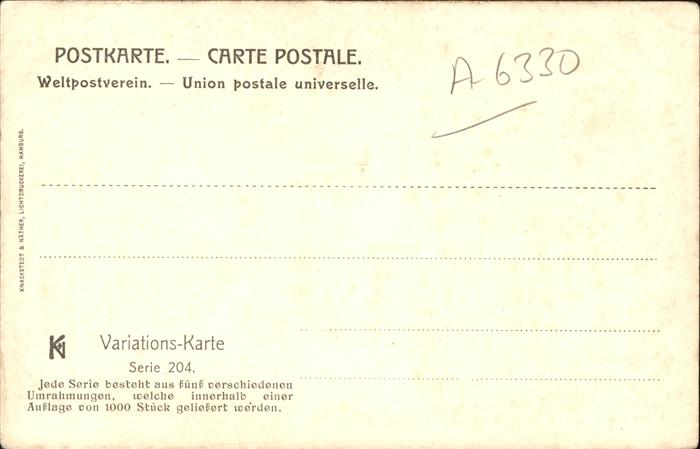 POSTKARTE. — CARTE POSTALE.
Weltpostverein. — Union postale universelle.
A 6330
KNACKSTEDT & NÄTHER, LICHTDRUCKEREI, HAMBURG.
KN Variations-Karte
Serie 204.
Jede Serie besteht aus fünf verschiedenen
Umrahmungen, welche innerhalb einer
Auflage von 1000 Stück geliefert werden.